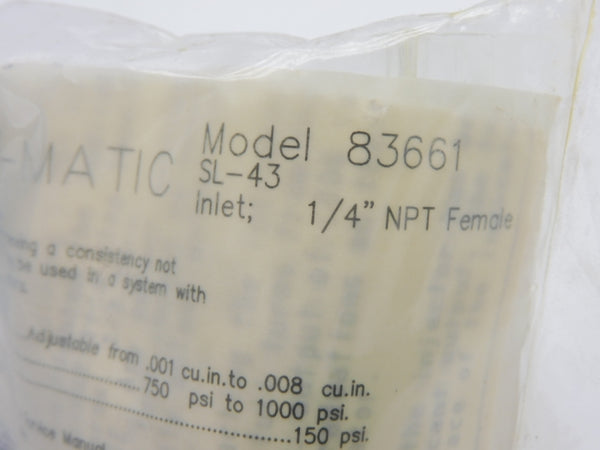 -MATIC Model 83661
SL-43
Inlet; 1/4" NPT Female
a consistency not
be used in a system with
Adjustable from .001 cu.in. to .008 cu.in.
750 psi to 1000 psi.
150 psi.
Manual